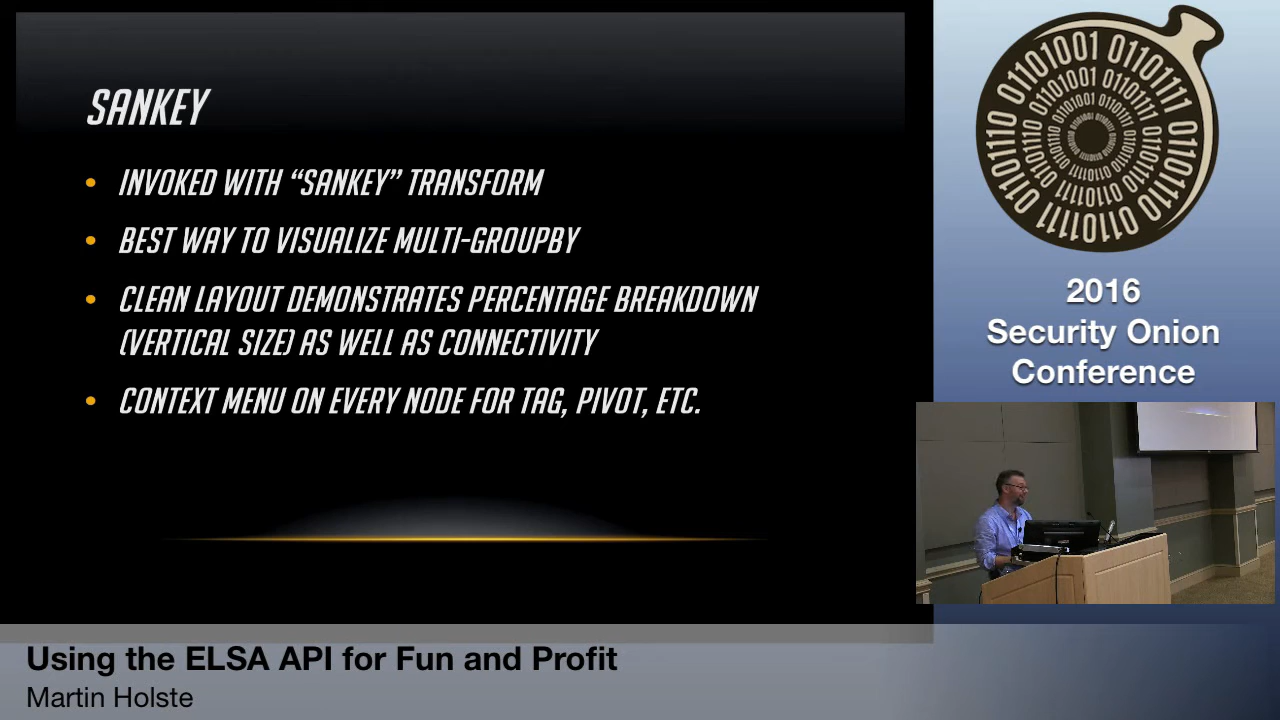 SANKEY
• INVOKED WITH “SANKEY” TRANSFORM
• BEST WAY TO VISUALIZE MULTI-GROUPBY
• CLEAN LAYOUT DEMONSTRATES PERCENTAGE BREAKDOWN
(VERTICAL SIZE) AS WELL AS CONNECTIVITY
• CONTEXT MENU ON EVERY NODE FOR TAG, PIVOT, ETC.
2016
Security Onion
Conference
Using the ELSA API for Fun and Profit
Martin Holste